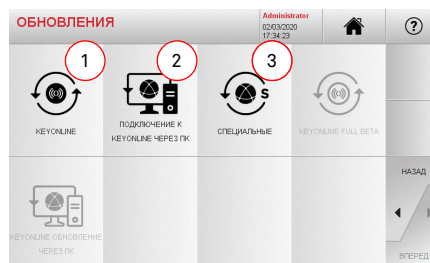 ОБНОВЛЕНИЯ
Administrator
02/03/2020
17:34:23
?
1
2
3
KEYONLINE
ПОДКЛЮЧЕНИЕ К
KEYONLINE ЧЕРЕЗ ПК
S
СПЕЦИАЛЬНЫЕ
KEYONLINE FULL BETA
KEYONLINE ОБНОВЛЕНИЕ
ЧЕРЕЗ ПК
НАЗАД
ВПЕРЕД